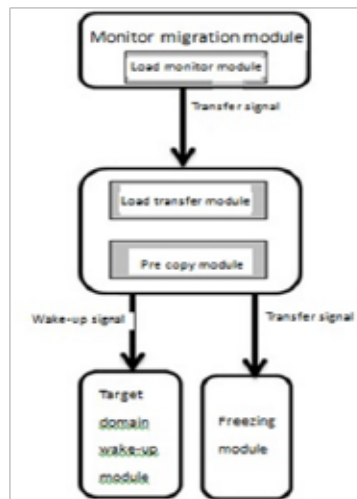 Monitor migration module
Load monitor module
Transfer signal
Load transfer module
Pre copy module
Wake-up signal
Transfer signal
Target
domain
wake-up
module
Freezing
module